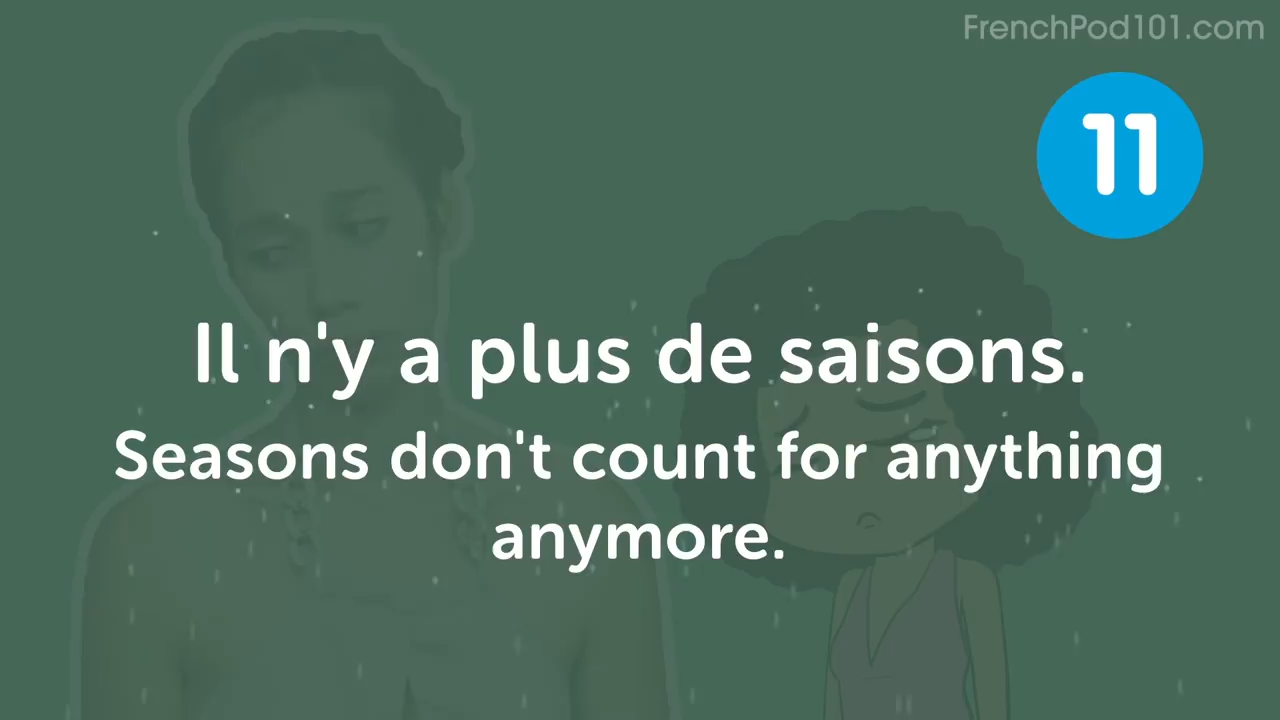 FrenchPod101.com
11
Il n'y a plus de saisons.
Seasons don't count for anything
anymore.